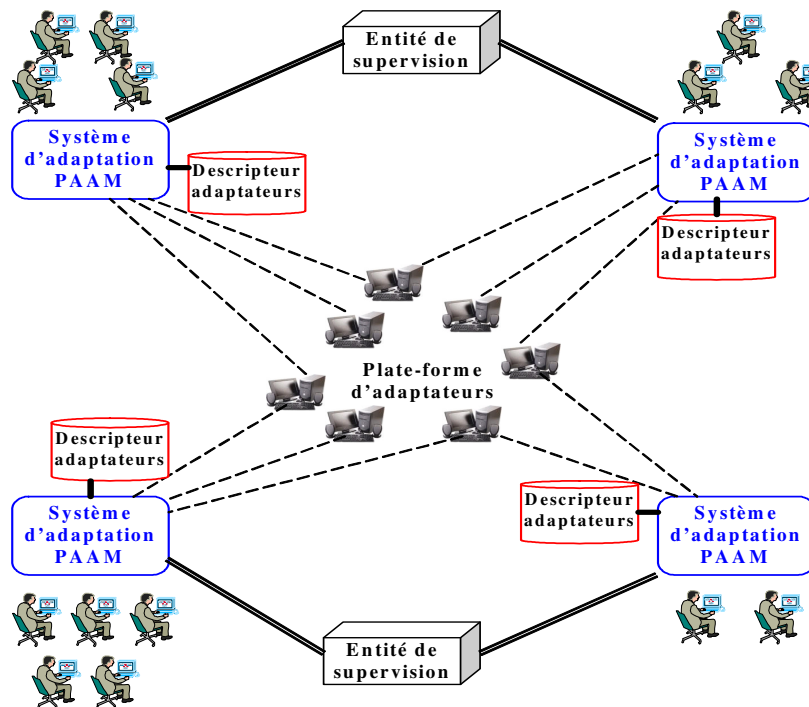 Entité de
supervision
Système
d'adaptation
PAAM
Descripteur
adaptateurs
Système
d'adaptation
PAAM
Descripteur
adaptateurs
Plate-forme
d'adaptateurs
Descripteur
adaptateurs
Système
d'adaptation
PAAM
Descripteur
adaptateurs
Système
d'adaptation
PAAM
Entité de
supervision